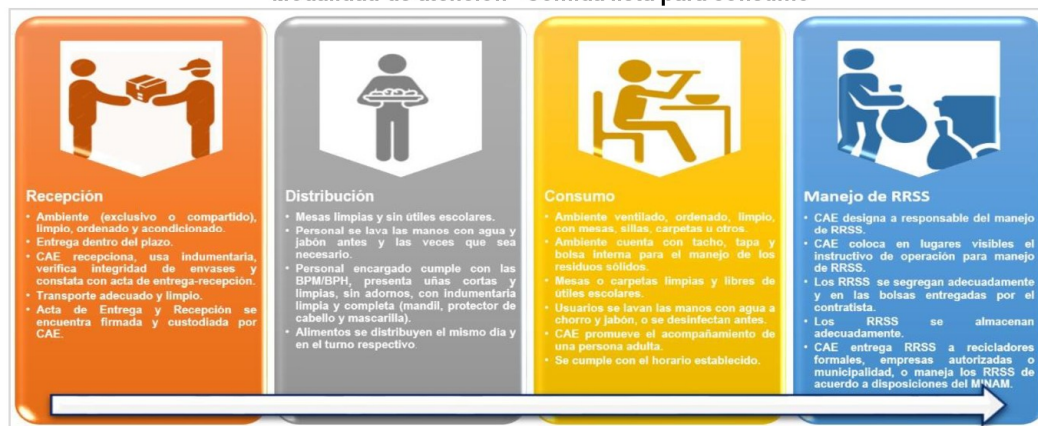 Modalidad de atención - Comida lista para consumo
Recepción
• Ambiente (exclusivo o compartido),
limpio, ordenado y acondicionado.
• Entrega dentro del plazo.
• CAE recepciona, usa indumentaria,
verifica integridad de envases y
constata con acta de entrega-recepción.
• Transporte adecuado y limpio.
• Acta de Entrega y Recepción se
encuentra firmada y custodiada por
CAE.
Distribución
• Mesas limpias y sin útiles escolares.
• Personal se lava las manos con agua y
jabón antes y las veces que sea
necesario.
• Personal encargado cumple con las
BPM/BPH, presenta uñas cortas y
limpias, sin adornos, con indumentaria
limpia y completa (mandil, protector de
cabello y mascarilla).
• Alimentos se distribuyen el mismo día y
en el turno respectivo.
Consumo
• Ambiente ventilado, ordenado, limpio,
con mesas, sillas, carpetas u otros.
• Ambiente cuenta con tacho, tapa y
bolsa interna para el manejo de los
residuos sólidos.
• Mesas o carpetas limpias y libres de
útiles escolares.
• Usuarios se lavan las manos con agua a
chorro y jabón, o se desinfectan antes.
• CAE promueve el acompañamiento de
una persona adulta.
• Se cumple con el horario establecido.
Manejo de RRSS
• CAE designa a responsable del manejo
de RRSS.
• CAE coloca en lugares visibles el
instructivo de operación para manejo
de RRSS.
• Los RRSS se segregan adecuadamente
y en las bolsas entregadas por el
contratista.
• Los RRSS se almacenan
adecuadamente.
• CAE entrega RRSS a recicladores
formales, empresas autorizadas o
municipalidad, o maneja los RRSS de
acuerdo a disposiciones del MINAM.